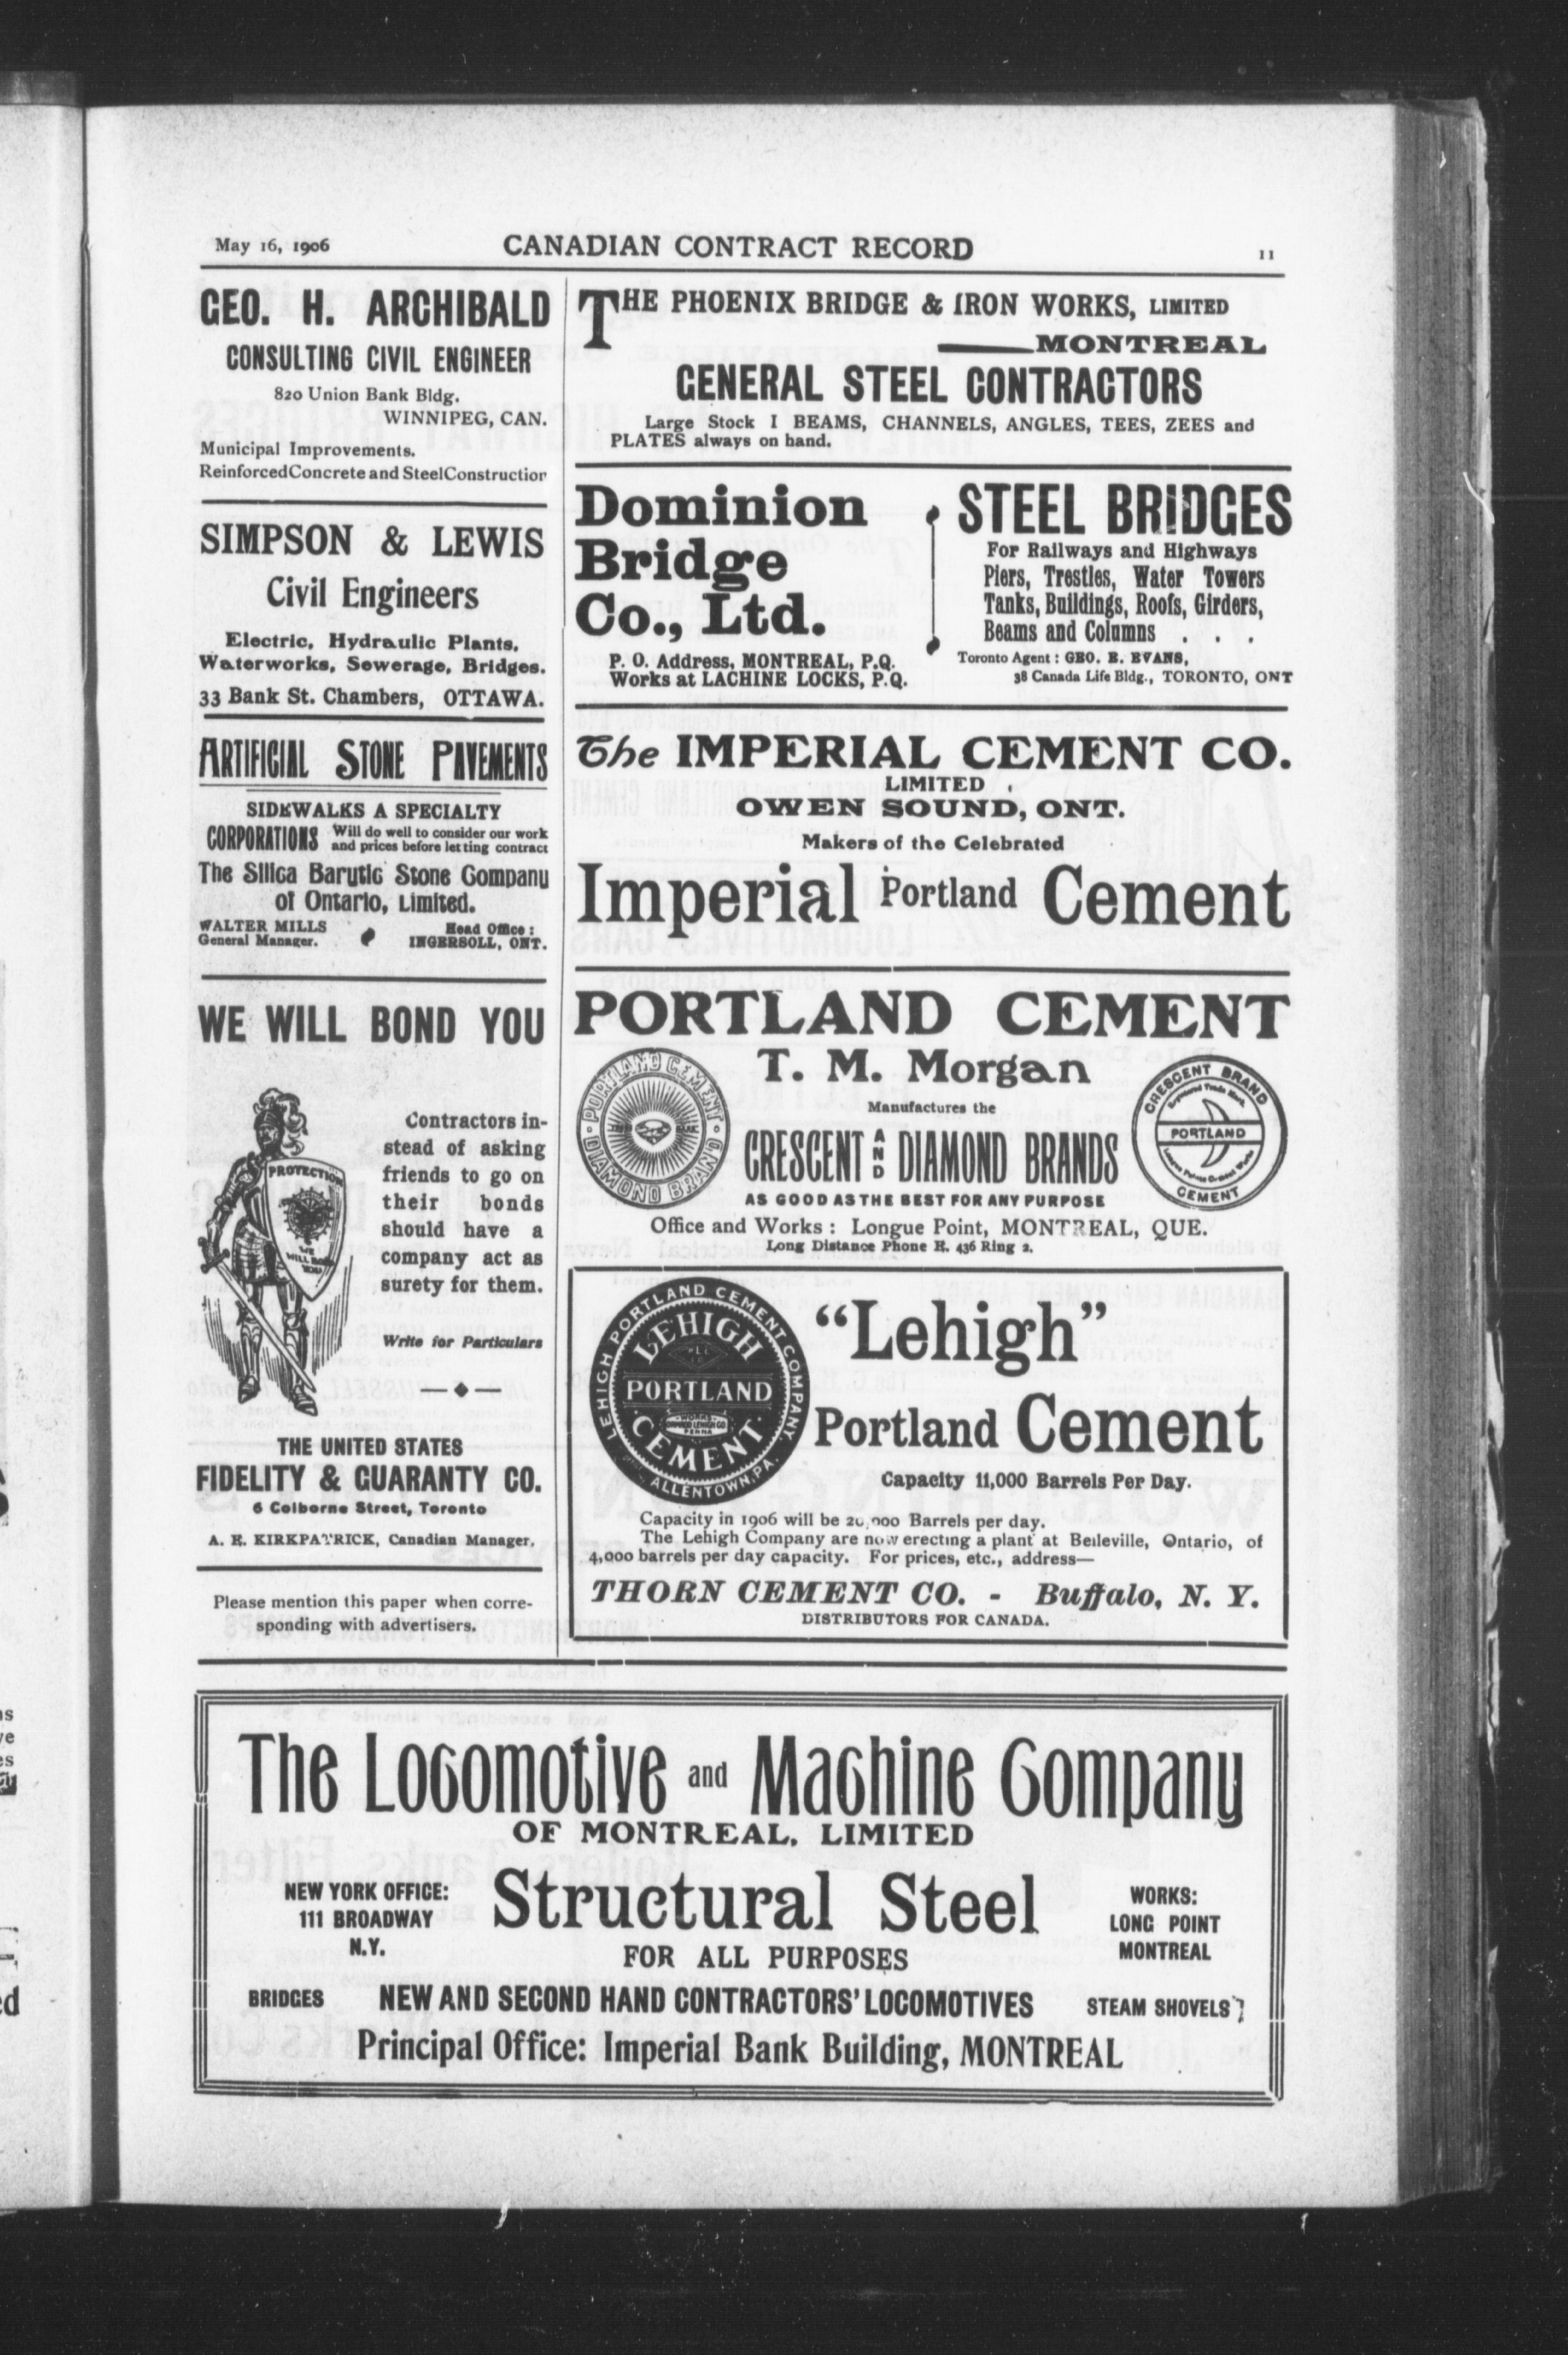 May 16, 1906 CANADIAN CONTRACT RECORD 11
GEO. H. ARCHIBALD
CONSULTING CIVIL ENGINEER
820 Union Bank Bldg.
WINNIPEG, CAN.
Municipal Improvements.
Reinforced Concrete and Steel Construction
SIMPSON & LEWIS
Civil Engineers
Electric, Hydraulic Plants,
Waterworks, Sewerage, Bridges.
33 Bank St. Chambers, OTTAWA.
ARTIFICIAL STONE PAVEMENTS
SIDEWALKS A SPECIALTY
CORPORATIONS Will do well to consider our work
and prices before letting contract
The Silica Barytic Stone Company
of Ontario, Limited.
WALTER MILLS
General Manager.
Head Office:
INGERSOLL, ONT.
WE WILL BOND YOU
PROTECTION
WE
WILL BOND
YOU
Contractors in-
stead of asking
friends to go on
their bonds
should have a
company act as
surety for them.
Write for Particulars
THE UNITED STATES
FIDELITY & GUARANTY CO.
6 Colborne Street, Toronto
A. E. KIRKPATRICK, Canadian Manager.
Please mention this paper when corre-
sponding with advertisers.
THE PHOENIX BRIDGE & IRON WORKS, LIMITED
MONTREAL
GENERAL STEEL CONTRACTORS
Large Stock I BEAMS, CHANNELS, ANGLES, TEES, ZEES and
PLATES always on hand.
Dominion
Bridge
Co., Ltd.
P. O. Address, MONTREAL, P.Q.
Works at LACHINE LOCKS, P.Q.
STEEL BRIDGES
For Railways and Highways
Piers, Trestles, Water Towers
Tanks, Buildings, Roofs, Girders,
Beams and Columns . . .
Toronto Agent: GEO. E. EVANS,
38 Canada Life Bldg., TORONTO, ONT
The IMPERIAL CEMENT CO.
LIMITED
OWEN SOUND, ONT.
Makers of the Celebrated
Imperial Portland Cement
PORTLAND CEMENT
PORTLAND CEMENT
DIAMOND BRAND
T. M. Morgan
Manufactures the
CRESCENT AND DIAMOND BRANDS
AS GOOD AS THE BEST FOR ANY PURPOSE
CRESCENT BRAND
Registered Trade Mark
PORTLAND
CEMENT
Office and Works: Longue Point, MONTREAL, QUE.
Long Distance Phone E. 436 Ring 2.
LEHIGH PORTLAND CEMENT COMPANY
LEHIGH
PORTLAND
CEMENT
ALLENTOWN, PA.
"Lehigh"
Portland Cement
Capacity 11,000 Barrels Per Day.
Capacity in 1906 will be 20,000 Barrels per day.
The Lehigh Company are now erecting a plant at Belleville, Ontario, of
4,000 barrels per day capacity. For prices, etc., address—
THORN CEMENT CO. - Buffalo, N. Y.
DISTRIBUTORS FOR CANADA.
The Locomotive and Machine Company
OF MONTREAL, LIMITED
NEW YORK OFFICE:
111 BROADWAY
N.Y.
Structural Steel
FOR ALL PURPOSES
WORKS:
LONG POINT
MONTREAL
BRIDGES NEW AND SECOND HAND CONTRACTORS' LOCOMOTIVES STEAM SHOVELS
Principal Office: Imperial Bank Building, MONTREAL